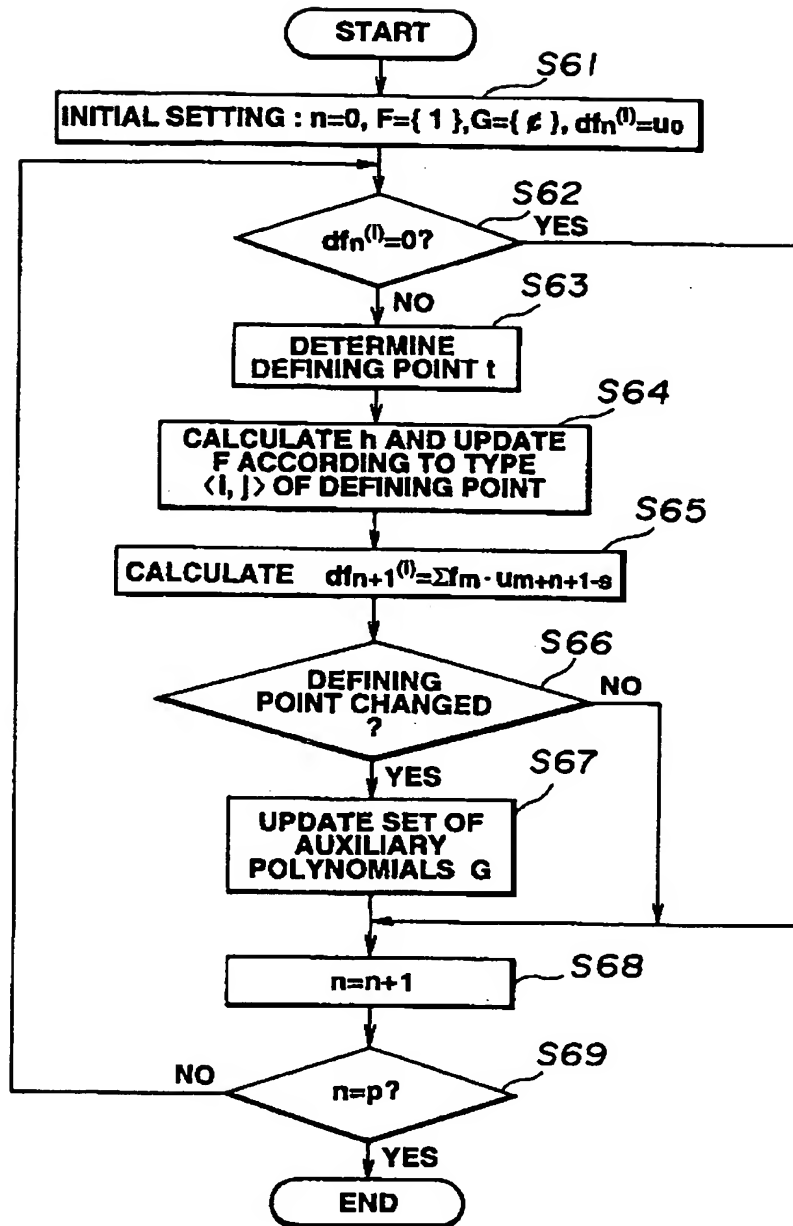 START
S61
INITIAL SETTING : n=0, F={ 1 },G={ ¢ }, dfn⁽ⁱ⁾=u0
S62
dfn⁽ⁱ⁾=0?
YES
NO
S63
DETERMINE
DEFINING POINT t
S64
CALCULATE h AND UPDATE
F ACCORDING TO TYPE
⟨i, j⟩ OF DEFINING POINT
S65
CALCULATE dfn+1⁽ⁱ⁾=Σfm · um+n+1-s
S66
DEFINING
POINT CHANGED
?
NO
YES
S67
UPDATE SET OF
AUXILIARY
POLYNOMIALS G
S68
n=n+1
S69
NO
n=p?
YES
END